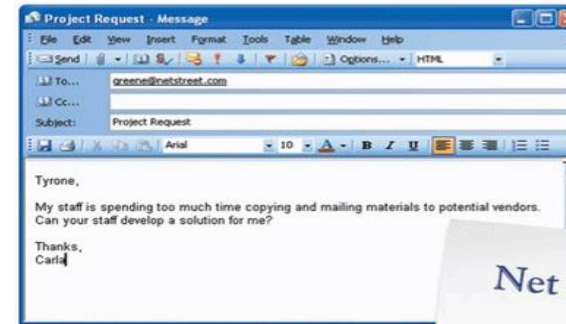 Project Request - Message
File Edit View Insert Format Tools Table Window Help
Send Options... HTML
To... greene@netstreet.com
Cc...
Subject: Project Request
Arial 10 A B I U
Tyrone,
My staff is spending too much time copying and mailing materials to potential vendors.
Can your staff develop a solution for me?
Thanks,
Carla
Net